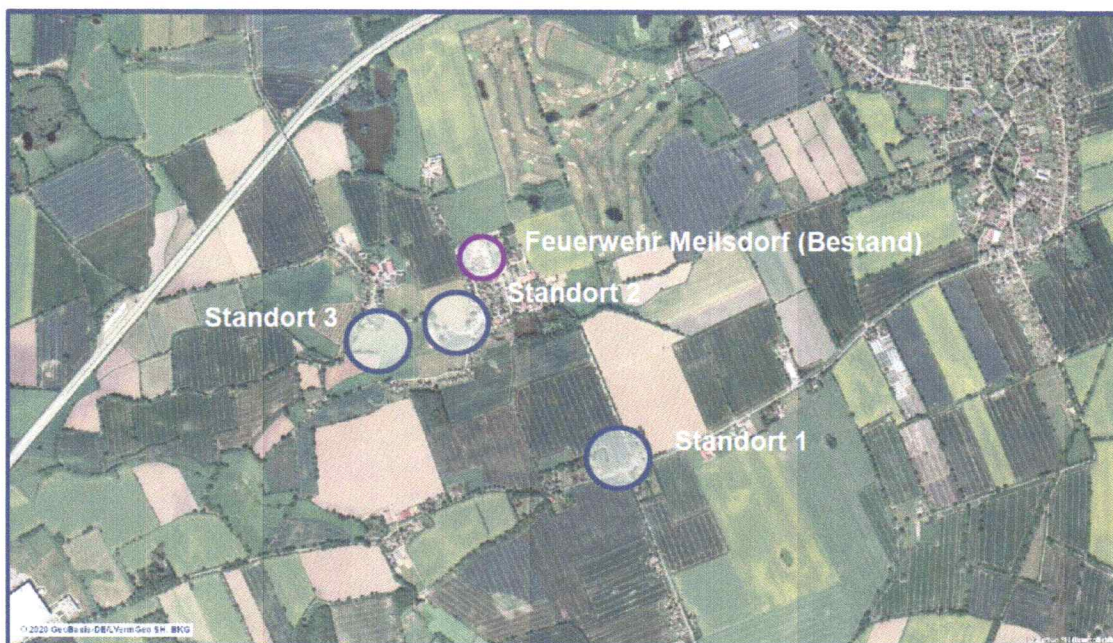 Feuerwehr Meilsdorf (Bestand)
Standort 2
Standort 3
Standort 1
© 2020 GeoBasis-DE/LVermGeo SH, BKG